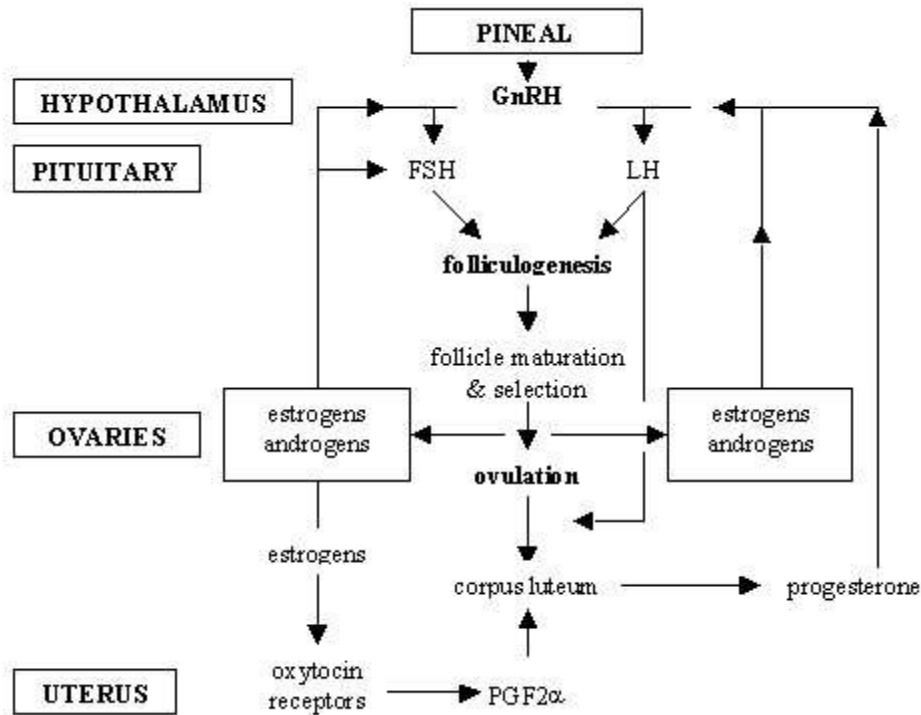 PINEAL
HYPOTHALAMUS
GnRH
PITUITARY
FSH
LH
folliculogenesis
follicle maturation
& selection
OVARIES
estrogens
androgens
estrogens
androgens
ovulation
estrogens
corpus luteum
progesterone
UTERUS
oxytocin
receptors
PGF2α